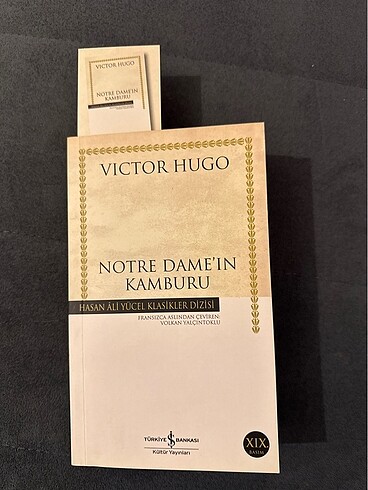 VICTOR HUGO
NOTRE DAME'IN
KAMBURU
VICTOR HUGO
NOTRE DAME'IN
KAMBURU
HASAN ÂLİ YÜCEL KLASİKLER DİZİSİ
FRANSIZCA ASLINDAN ÇEVİREN:
VOLKAN YALÇINTOKLU
TÜRKİYE İŞ BANKASI
Kültür Yayınları
XIX.
BASIM